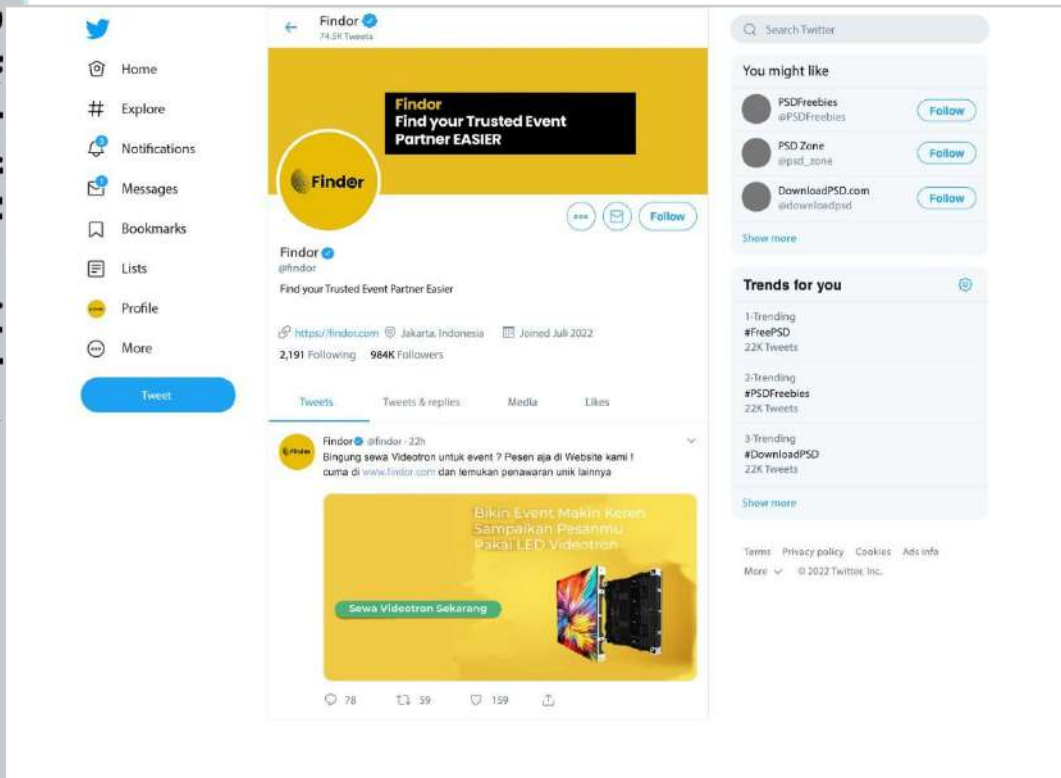 Home
Explore
3
Notifications
1
Messages
Bookmarks
Lists
Profile
More
Tweet
Findor
74.5K Tweets
Findor
Find your Trusted Event
Partner EASIER
Findor
Follow
Findor
@findor
Find your Trusted Event Partner Easier
https://findor.com Jakarta, Indonesia Joined Juli 2022
2,191 Following 984K Followers
Tweets Tweets & replies Media Likes
Findor
Findor @findor · 22h
Bingung sewa Videotron untuk event ? Pesen aja di Website kami !
cuma di www.findor.com dan temukan penawaran unik lainnya
Bikin Event Makin Keren
Sampaikan Pesanmu
Pakai LED Videotron
Sewa Videotron Sekarang
78 59 159
Search Twitter
You might like
PSDFreebies
@PSDFreebies
Follow
PSD Zone
@psd_zone
Follow
DownloadPSD.com
@downloadpsd
Follow
Show more
Trends for you
1-Trending
#FreePSD
22K Tweets
2-Trending
#PSDFreebies
22K Tweets
3-Trending
#DownloadPSD
22K Tweets
Show more
Terms Privacy policy Cookies Ads info
More © 2022 Twitter, Inc.